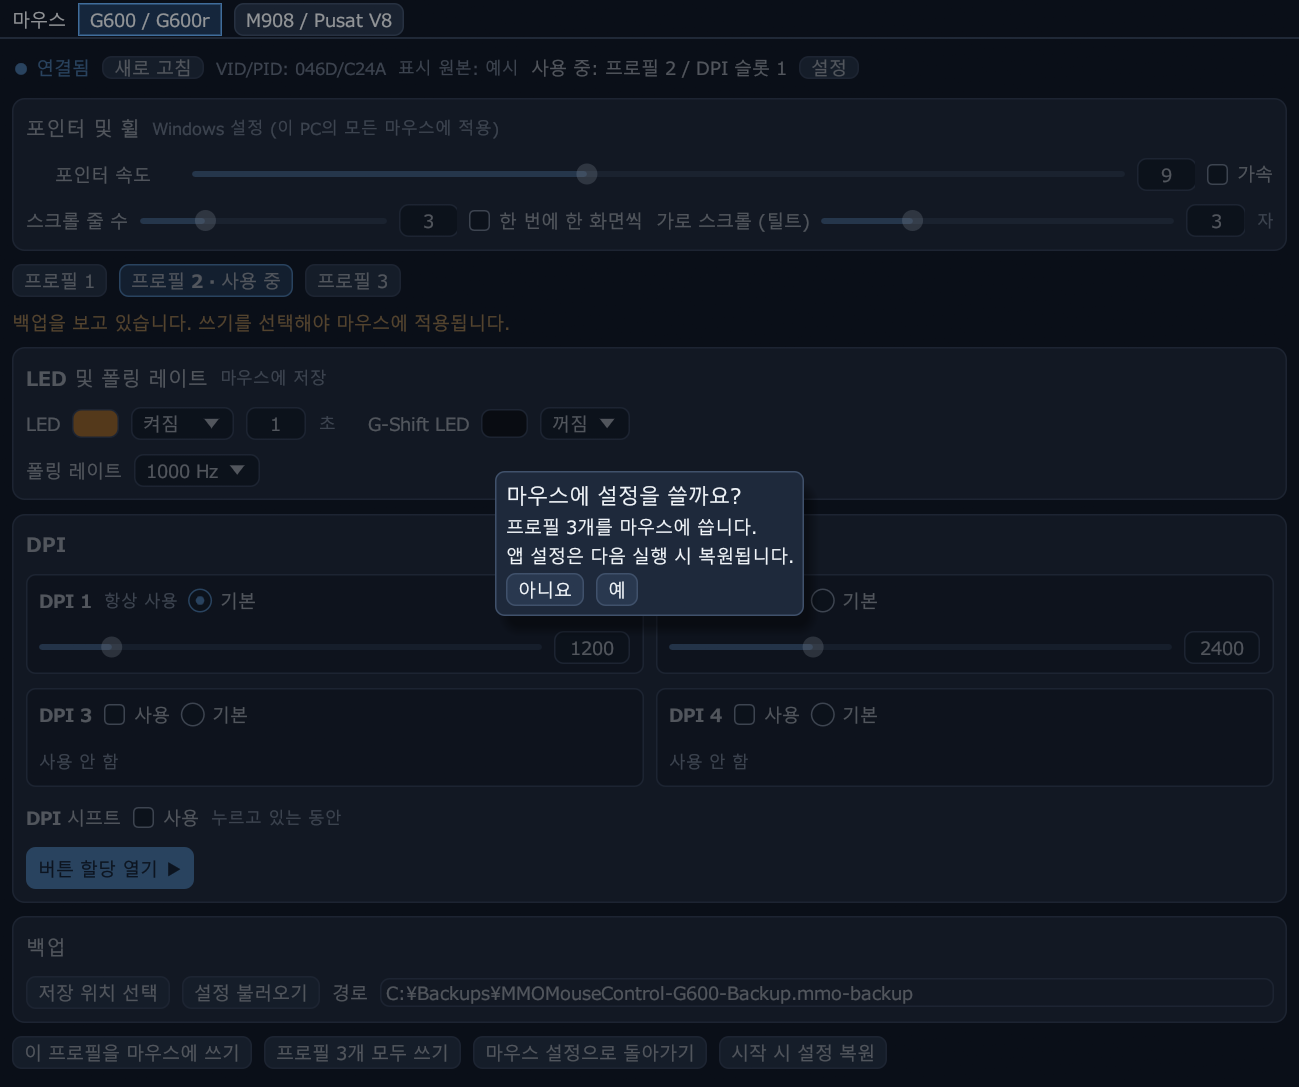 마우스 G600 / G600r M908 / Pusat V8
● 연결됨 새로 고침 VID/PID: 046D/C24A 표시 원본: 예시 사용 중: 프로필 2 / DPI 슬롯 1 설정
포인터 및 휠 Windows 설정 (이 PC의 모든 마우스에 적용)
포인터 속도 9 가속
스크롤 줄 수 3 한 번에 한 화면씩 가로 스크롤 (틸트) 3 자
프로필 1 프로필 2 · 사용 중 프로필 3
백업을 보고 있습니다. 쓰기를 선택해야 마우스에 적용됩니다.
LED 및 폴링 레이트 마우스에 저장
LED 켜짐 ▼ 1 초 G-Shift LED 꺼짐 ▼
폴링 레이트 1000 Hz ▼
마우스에 설정을 쓸까요?
프로필 3개를 마우스에 씁니다.
앱 설정은 다음 실행 시 복원됩니다.
아니요 예
DPI
DPI 1 항상 사용 기본
1200
기본
2400
DPI 3 사용 기본
사용 안 함
DPI 4 사용 기본
사용 안 함
DPI 시프트 사용 누르고 있는 동안
버튼 할당 열기 ▶
백업
저장 위치 선택 설정 불러오기 경로 C:¥Backups¥MMOMouseControl-G600-Backup.mmo-backup
이 프로필을 마우스에 쓰기 프로필 3개 모두 쓰기 마우스 설정으로 돌아가기 시작 시 설정 복원